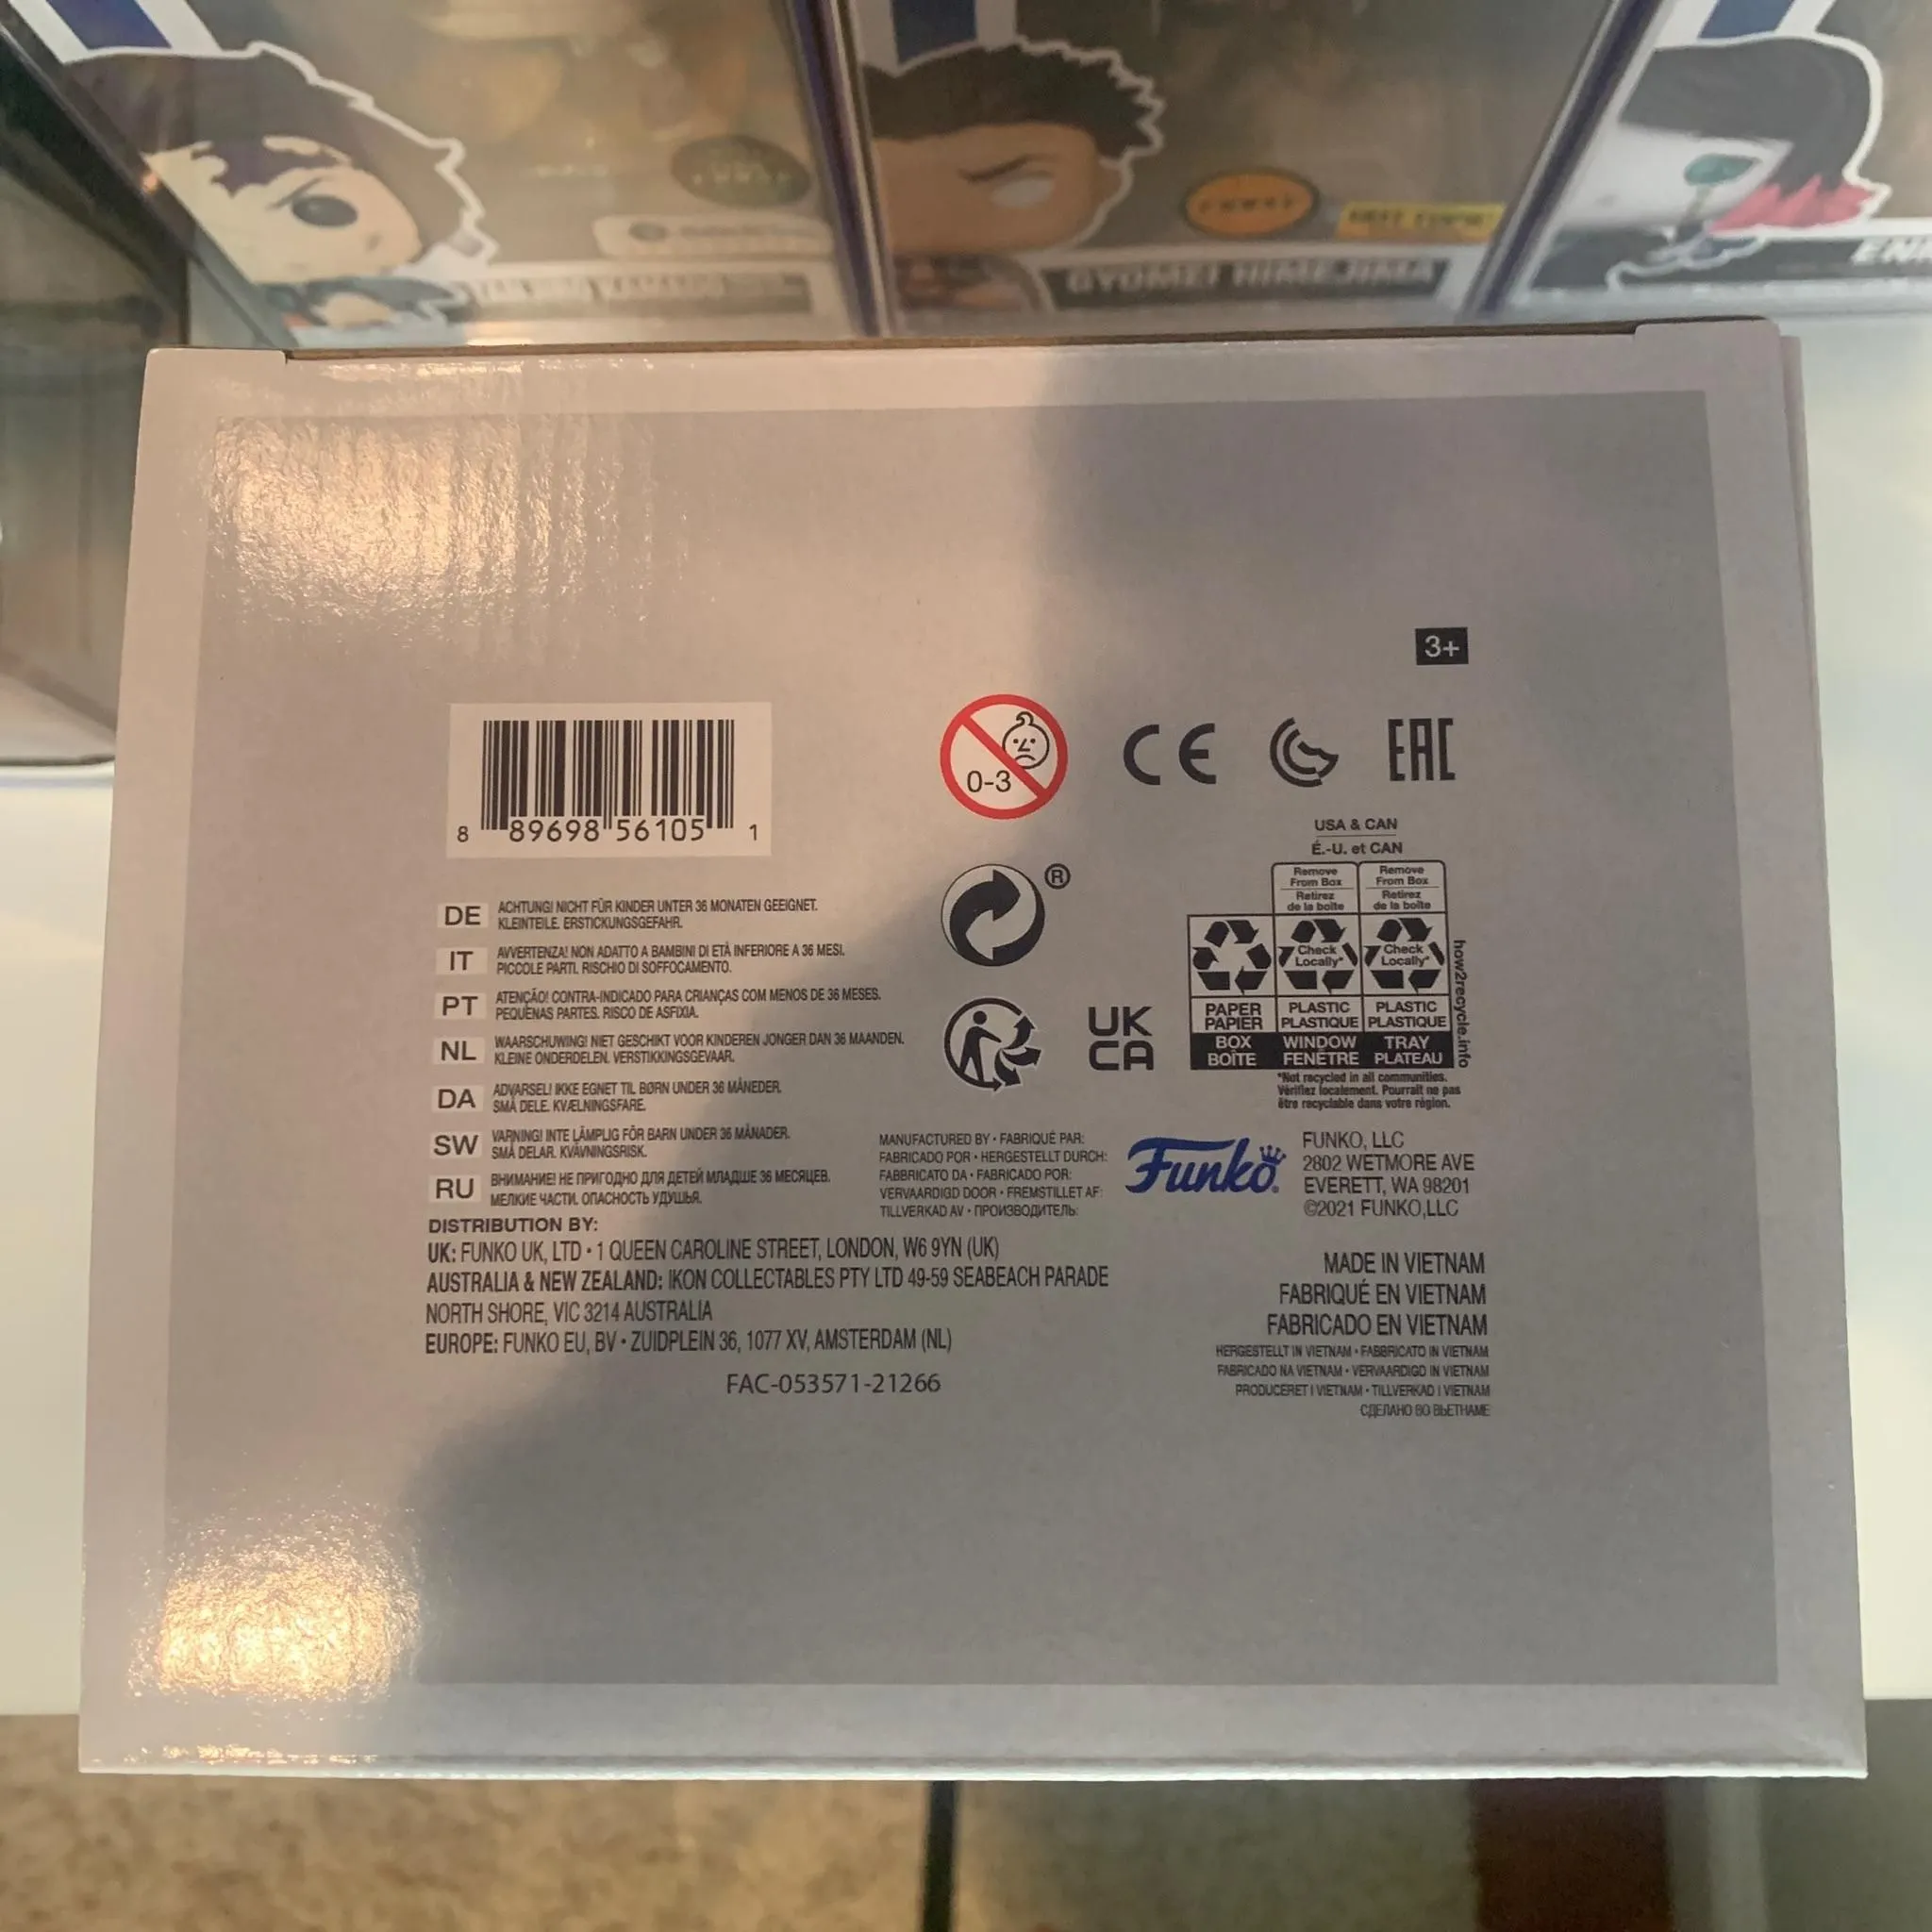 GYOMEI HIMEJIMA
3+
8 89698 56105 1
0-3
CE
EAC
USA & CAN
É.-U. et CAN
Remove From Box
Retirez de la boîte
Remove From Box
Retirez de la boîte
Check Locally*
Check Locally*
PAPER PAPIER
PLASTIC PLASTIQUE
PLASTIC PLASTIQUE
BOX BOÎTE
WINDOW FENÊTRE
TRAY PLATEAU
how2recycle.info
*Not recycled in all communities.
Vérifiez localement. Pourrait ne pas
être recyclable dans votre région.
®
UK
CA
DE ACHTUNG! NICHT FÜR KINDER UNTER 36 MONATEN GEEIGNET.
KLEINTEILE. ERSTICKUNGSGEFAHR.
IT AVVERTENZA! NON ADATTO A BAMBINI DI ETÀ INFERIORE A 36 MESI.
PICCOLE PARTI. RISCHIO DI SOFFOCAMENTO.
PT ATENÇÃO! CONTRA-INDICADO PARA CRIANÇAS COM MENOS DE 36 MESES.
PEQUENAS PARTES. RISCO DE ASFIXIA.
NL WAARSCHUWING! NIET GESCHIKT VOOR KINDEREN JONGER DAN 36 MAANDEN.
KLEINE ONDERDELEN. VERSTIKKINGSGEVAAR.
DA ADVARSEL! IKKE EGNET TIL BØRN UNDER 36 MÅNEDER.
SMÅ DELE. KVÆLNINGSFARE.
SW VARNING! INTE LÄMPLIG FÖR BARN UNDER 36 MÅNADER.
SMÅ DELAR. KVÄVNINGSRISK.
RU ВНИМАНИЕ! НЕ ПРИГОДНО ДЛЯ ДЕТЕЙ МЛАДШЕ 36 МЕСЯЦЕВ.
МЕЛКИЕ ЧАСТИ. ОПАСНОСТЬ УДУШЬЯ.
MANUFACTURED BY • FABRIQUÉ PAR:
FABRICADO POR • HERGESTELLT DURCH:
FABBRICATO DA • FABRICADO POR:
VERVAARDIGD DOOR • FREMSTILLET AF:
TILLVERKAD AV • ПРОИЗВОДИТЕЛЬ:
Funko
FUNKO, LLC
2802 WETMORE AVE
EVERETT, WA 98201
©2021 FUNKO,LLC
DISTRIBUTION BY:
UK: FUNKO UK, LTD • 1 QUEEN CAROLINE STREET, LONDON, W6 9YN (UK)
AUSTRALIA & NEW ZEALAND: IKON COLLECTABLES PTY LTD 49-59 SEABEACH PARADE
NORTH SHORE, VIC 3214 AUSTRALIA
EUROPE: FUNKO EU, BV • ZUIDPLEIN 36, 1077 XV, AMSTERDAM (NL)
FAC-053571-21266
MADE IN VIETNAM
FABRIQUÉ EN VIETNAM
FABRICADO EN VIETNAM
HERGESTELLT IN VIETNAM • FABBRICATO IN VIETNAM
FABRICADO NA VIETNAM • VERVAARDIGD IN VIETNAM
PRODUCERET I VIETNAM • TILLVERKAD I VIETNAM
СДЕЛАНО ВО ВЬЕТНАМЕ